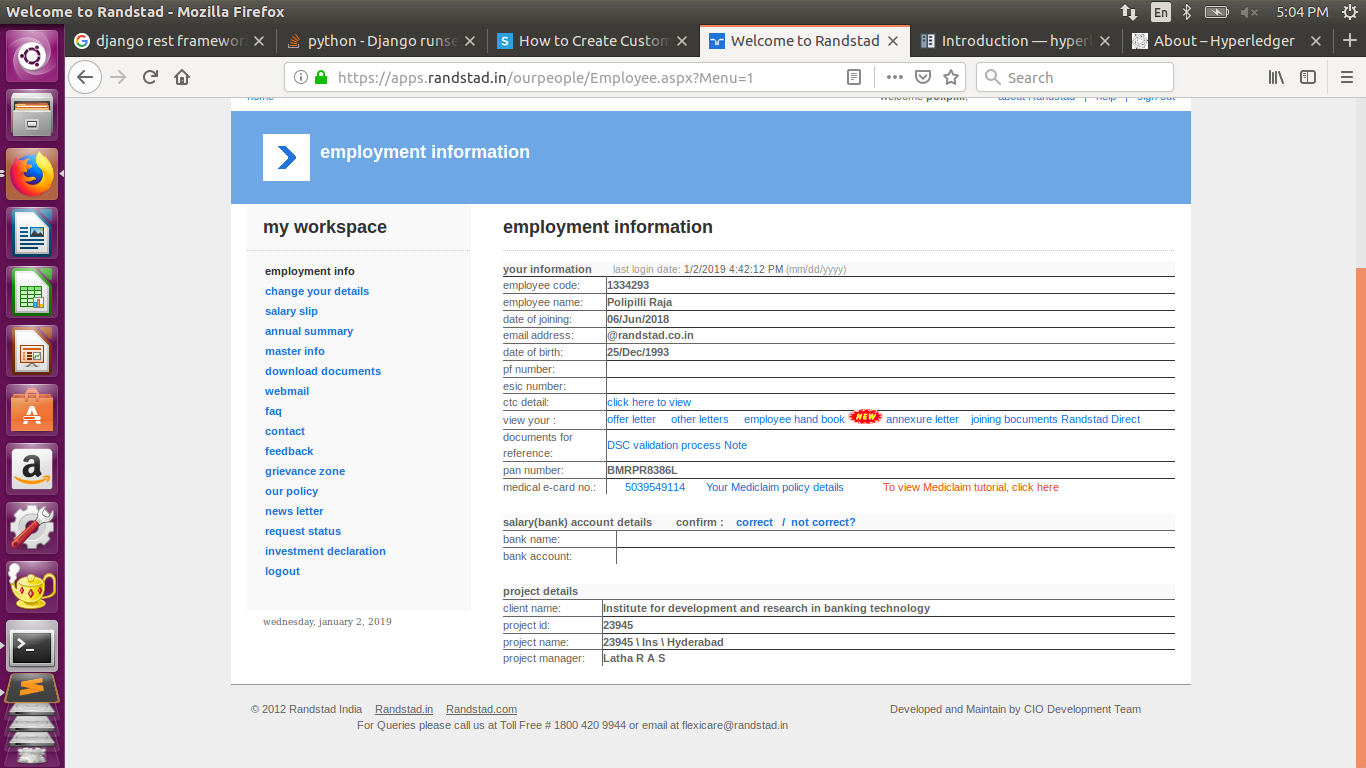 Welcome to Randstad - Mozilla Firefox
En
5:04 PM
django rest framewor
python - Django runse
How to Create Custom
Welcome to Randstad
Introduction — hyperl
About – Hyperledger
https://apps.randstad.in/ourpeople/Employee.aspx?Menu=1
Search
home
welcome polipilli, about Randstad | help | sign out
employment information
my workspace
employment info
change your details
salary slip
annual summary
master info
download documents
webmail
faq
contact
feedback
grievance zone
our policy
news letter
request status
investment declaration
logout
wednesday, january 2, 2019
employment information
your information last login date: 1/2/2019 4:42:12 PM (mm/dd/yyyy)
employee code: 1334293
employee name: Polipilli Raja
date of joining: 06/Jun/2018
email address: @randstad.co.in
date of birth: 25/Dec/1993
pf number:
esic number:
ctc detail: click here to view
view your : offer letter other letters employee hand book NEW annexure letter joining bocuments Randstad Direct
documents for
reference: DSC validation process Note
pan number: BMRPR8386L
medical e-card no.: 5039549114 Your Mediclaim policy details To view Mediclaim tutorial, click here
salary(bank) account details confirm : correct / not correct?
bank name:
bank account:
project details
client name: Institute for development and research in banking technology
project id: 23945
project name: 23945 \ Ins \ Hyderabad
project manager: Latha R A S
© 2012 Randstad India Randstad.in Randstad.com Developed and Maintain by CIO Development Team
For Queries please call us at Toll Free # 1800 420 9944 or email at flexicare@randstad.in